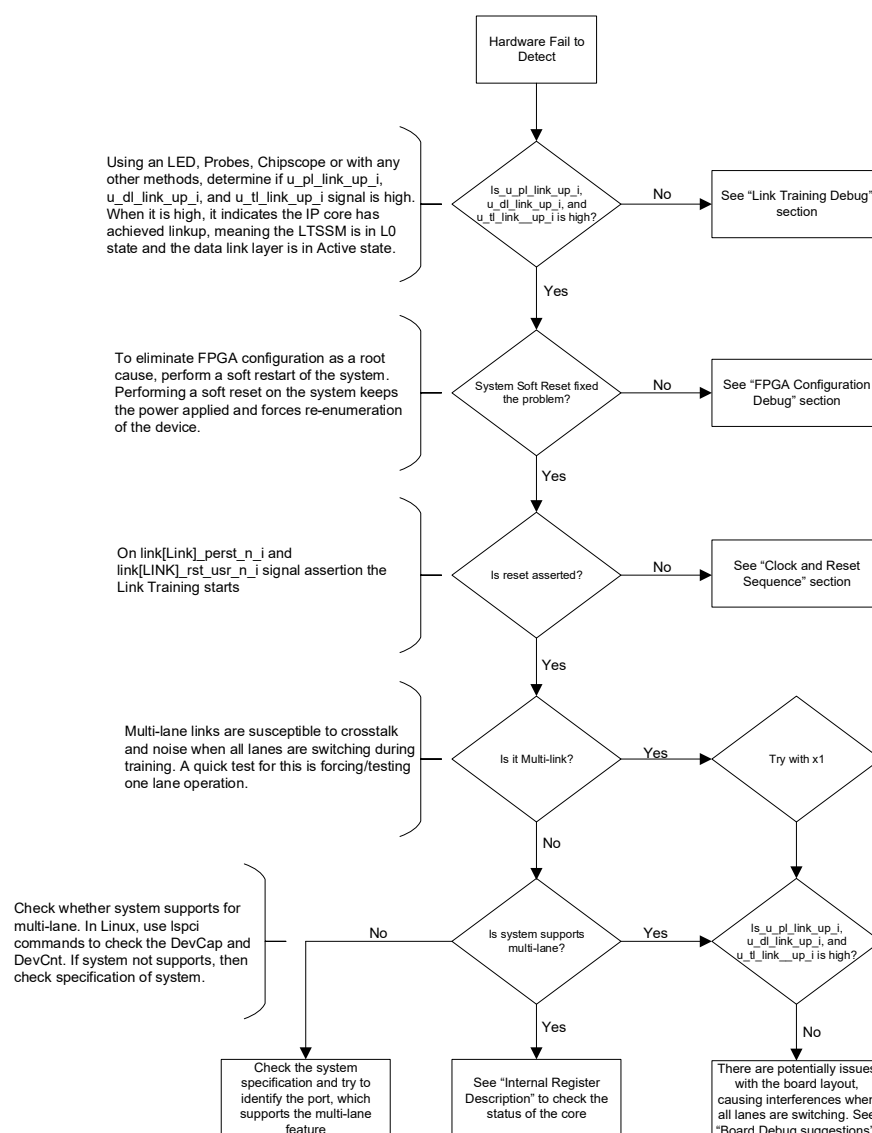 Hardware Fail to
Detect
Using an LED, Probes, Chipscope or with any
other methods, determine if u_pl_link_up_i,
u_dl_link_up_i, and u_tl_link_up_i signal is high.
When it is high, it indicates the IP core has
achieved linkup, meaning the LTSSM is in L0
state and the data link layer is in Active state.
Is_u_pl_link_up_i,
u_dl_link_up_i, and
u_tl_link__up_i is high?
No
See “Link Training Debug”
section
Yes
To eliminate FPGA configuration as a root
cause, perform a soft restart of the system.
Performing a soft reset on the system keeps
the power applied and forces re-enumeration
of the device.
System Soft Reset fixed
the problem?
No
See “FPGA Configuration
Debug” section
Yes
On link[Link]_perst_n_i and
link[LINK]_rst_usr_n_i signal assertion the
Link Training starts
Is reset asserted?
No
See “Clock and Reset
Sequence” section
Yes
Multi-lane links are susceptible to crosstalk
and noise when all lanes are switching during
training. A quick test for this is forcing/testing
one lane operation.
Is it Multi-link?
Yes
Try with x1
No
Check whether system supports for
multi-lane. In Linux, use lspci
commands to check the DevCap and
DevCnt. If system not supports, then
check specification of system.
No
Is system supports
multi-lane?
Yes
Is_u_pl_link_up_i,
u_dl_link_up_i, and
u_tl_link__up_i is high?
Yes
No
Check the system
specification and try to
identify the port, which
supports the multi-lane
feature
See “Internal Register
Description” to check the
status of the core
There are potentially issues
with the board layout,
causing interferences when
all lanes are switching. See
“Board Debug suggestions”